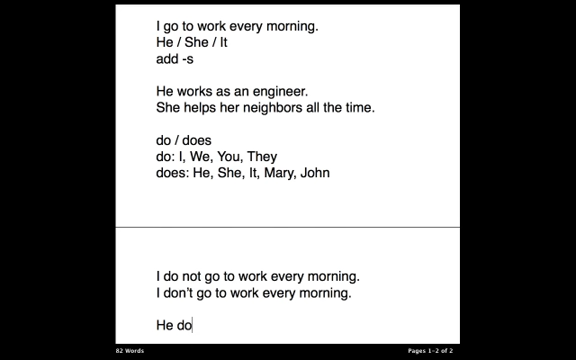 I go to work every morning.
He / She / It
add -s
He works as an engineer.
She helps her neighbors all the time.
do / does
do: I, We, You, They
does: He, She, It, Mary, John
I do not go to work every morning.
I don't go to work every morning.
He do
82 Words
Pages 1–2 of 2